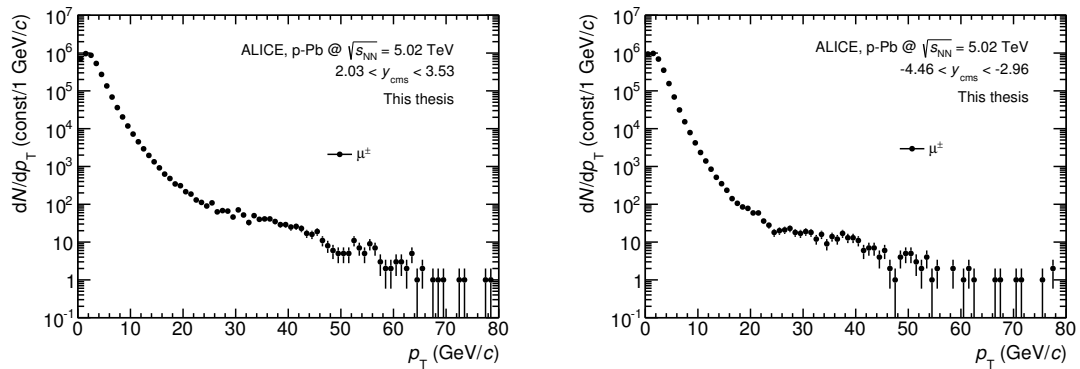 ALICE, p-Pb @ √s_NN = 5.02 TeV
2.03 < y_cms < 3.53
This thesis
μ±
dN/dp_T (const/1 GeV/c)
10^6
10^5
10^4
10^3
10^2
10
1
10^-1
0 10 20 30 40 50 60 70 80
p_T (GeV/c)
ALICE, p-Pb @ √s_NN = 5.02 TeV
-4.46 < y_cms < -2.96
This thesis
μ±
dN/dp_T (const/1 GeV/c)
10^6
10^5
10^4
10^3
10^2
10
1
10^-1
0 10 20 30 40 50 60 70 80
p_T (GeV/c)